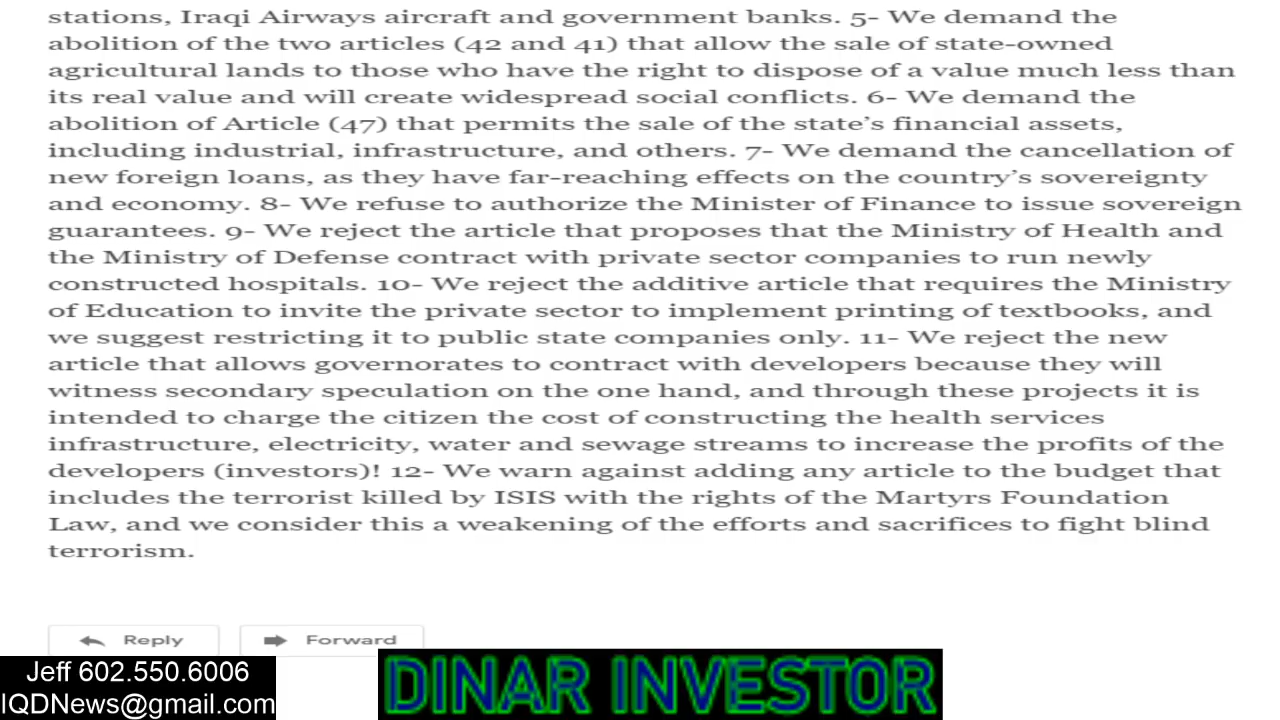 stations, Iraqi Airways aircraft and government banks. 5- We demand the
abolition of the two articles (42 and 41) that allow the sale of state-owned
agricultural lands to those who have the right to dispose of a value much less than
its real value and will create widespread social conflicts. 6- We demand the
abolition of Article (47) that permits the sale of the state's financial assets,
including industrial, infrastructure, and others. 7- We demand the cancellation of
new foreign loans, as they have far-reaching effects on the country's sovereignty
and economy. 8- We refuse to authorize the Minister of Finance to issue sovereign
guarantees. 9- We reject the article that proposes that the Ministry of Health and
the Ministry of Defense contract with private sector companies to run newly
constructed hospitals. 10- We reject the additive article that requires the Ministry
of Education to invite the private sector to implement printing of textbooks, and
we suggest restricting it to public state companies only. 11- We reject the new
article that allows governorates to contract with developers because they will
witness secondary speculation on the one hand, and through these projects it is
intended to charge the citizen the cost of constructing the health services
infrastructure, electricity, water and sewage streams to increase the profits of the
developers (investors)! 12- We warn against adding any article to the budget that
includes the terrorist killed by ISIS with the rights of the Martyrs Foundation
Law, and we consider this a weakening of the efforts and sacrifices to fight blind
terrorism.
Reply Forward
Jeff 602.550.6006
IQDNews@gmail.com
DINAR INVESTOR